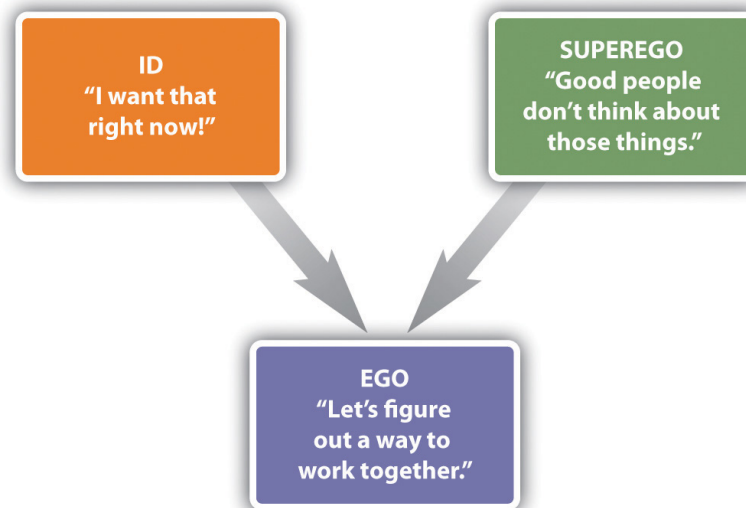 ID
“I want that
right now!”
SUPEREGO
“Good people
don’t think about
those things.”
EGO
“Let’s figure
out a way to
work together.”